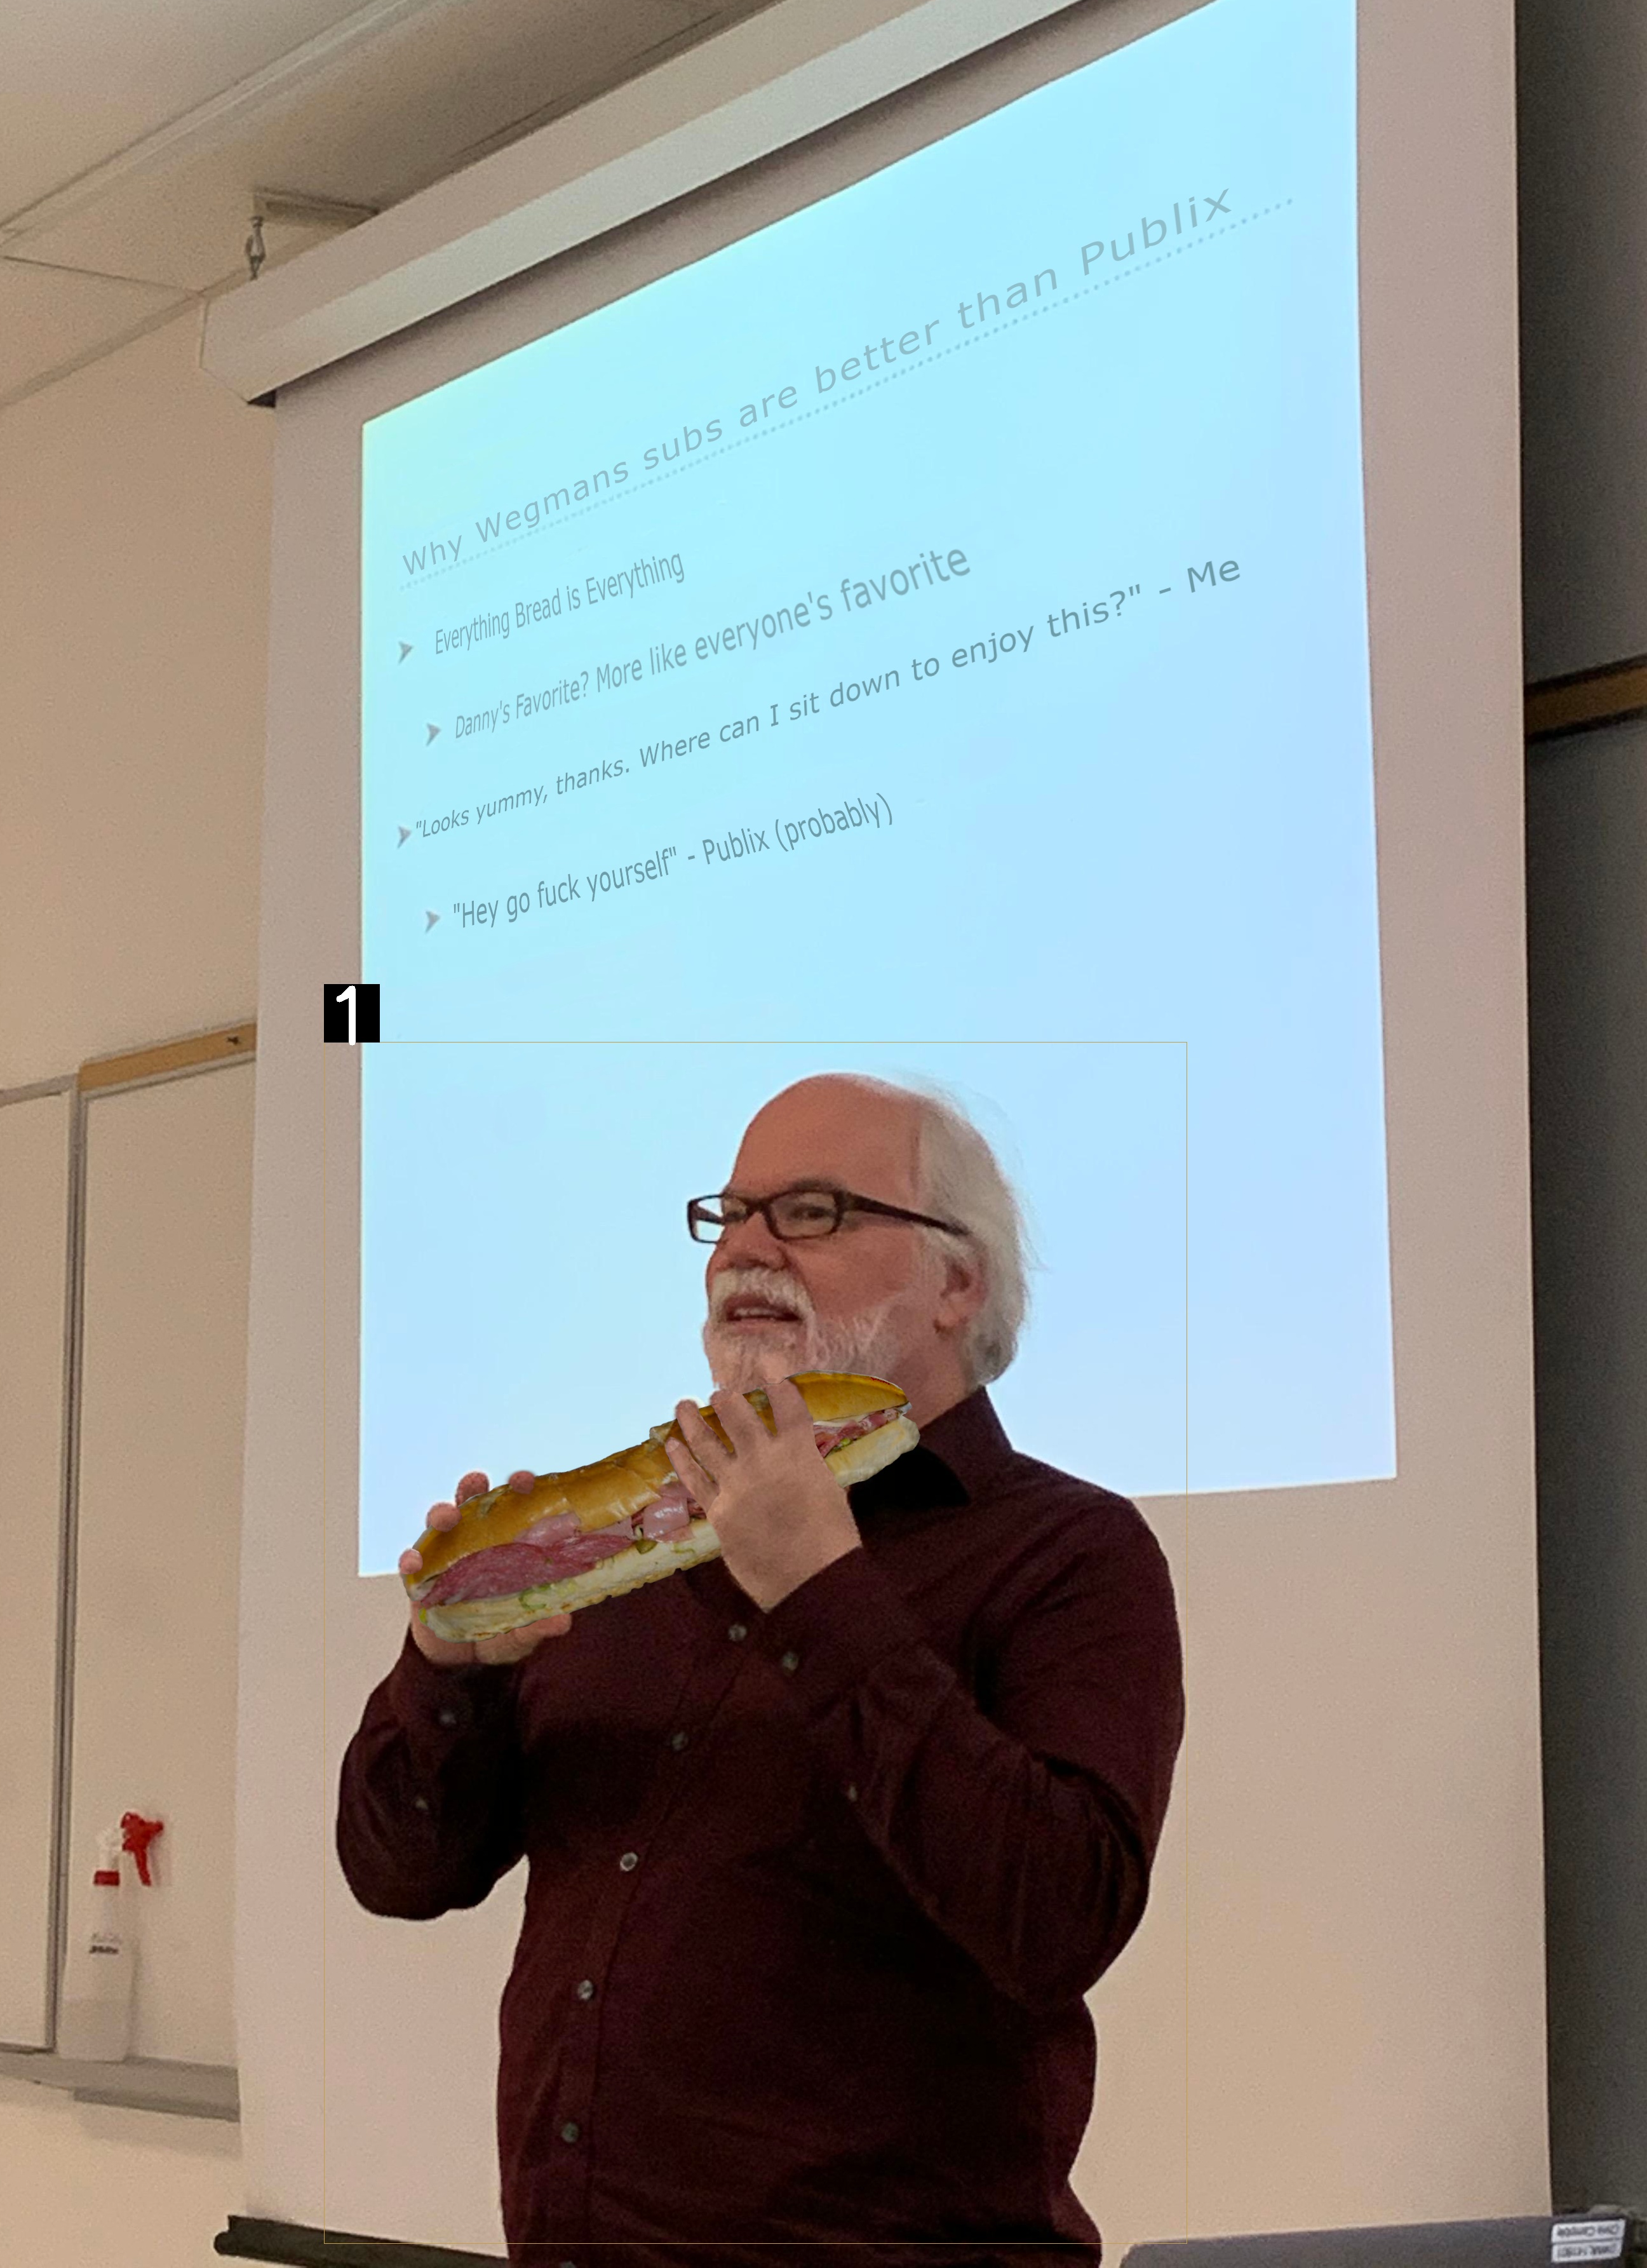 Why Wegmans subs are better than Publix
Everything Bread is Everything
Danny's Favorite? More like everyone's favorite
"Looks yummy, thanks. Where can I sit down to enjoy this?" - Me
"Hey go fuck yourself" - Publix (probably)
1